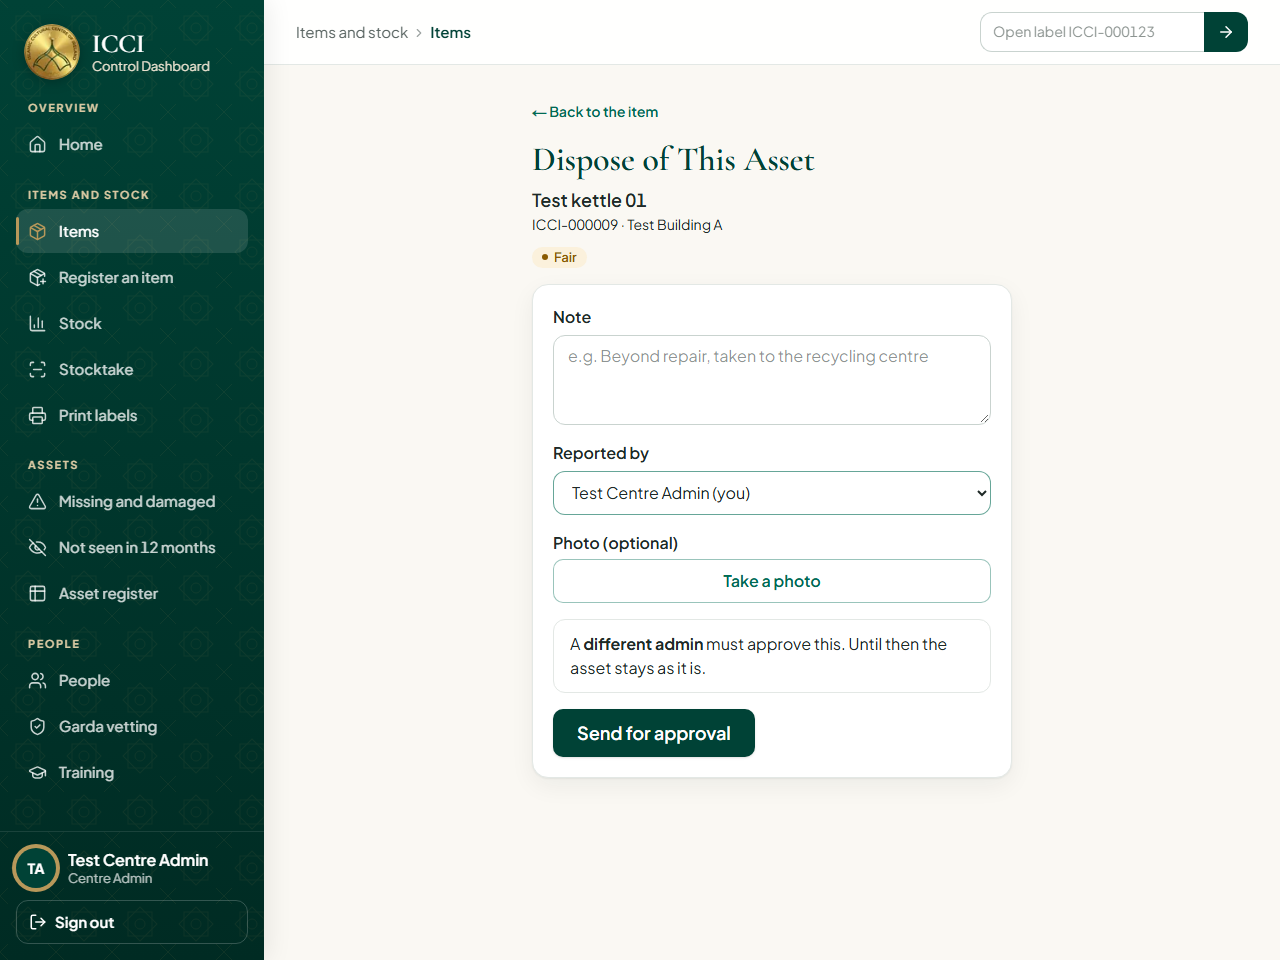 ICCI
Control Dashboard
OVERVIEW
Home
ITEMS AND STOCK
Items
Register an item
Stock
Stocktake
Print labels
ASSETS
Missing and damaged
Not seen in 12 months
Asset register
PEOPLE
People
Garda vetting
Training
TA
Test Centre Admin
Centre Admin
Sign out
Items and stock › Items
Open label ICCI-000123
← Back to the item
Dispose of This Asset
Test kettle 01
ICCI-000009 · Test Building A
Fair
Note
e.g. Beyond repair, taken to the recycling centre
Reported by
Test Centre Admin (you)
Photo (optional)
Take a photo
A different admin must approve this. Until then the
asset stays as it is.
Send for approval